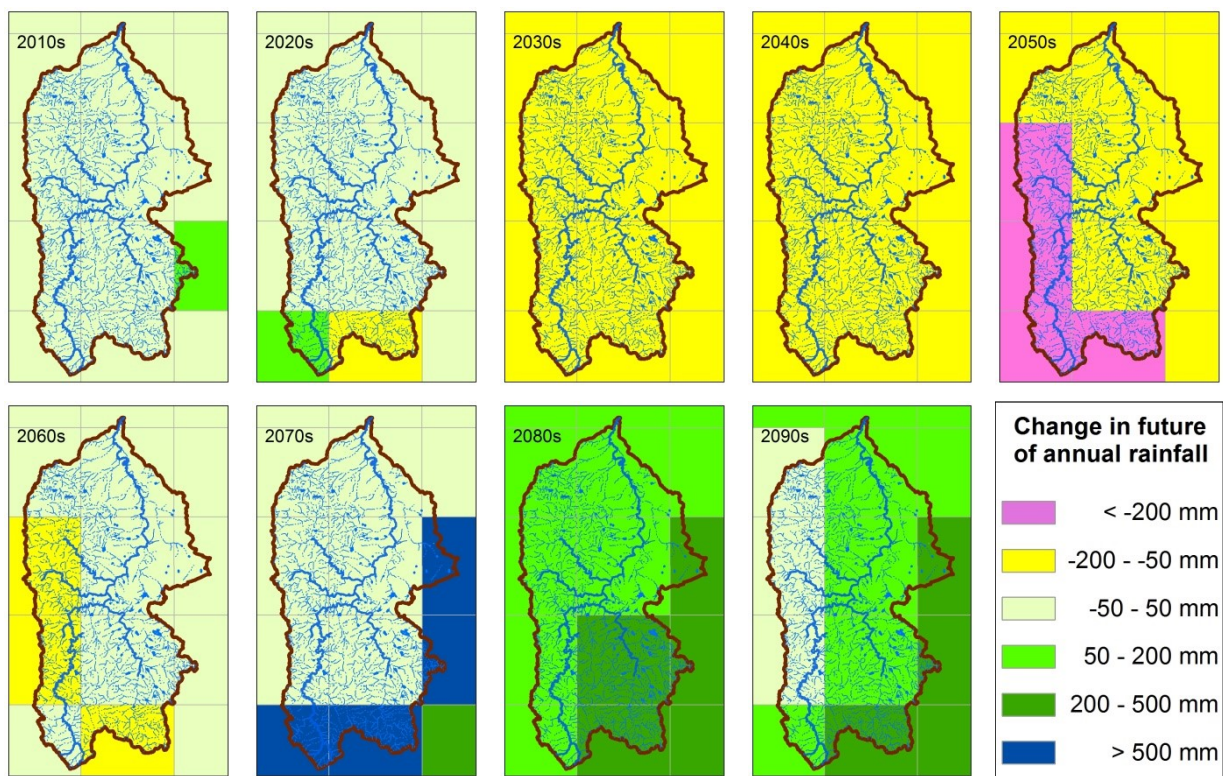 2010s
2020s
2030s
2040s
2050s
2060s
2070s
2080s
2090s
Change in future
of annual rainfall
< -200 mm
-200 - -50 mm
-50 - 50 mm
50 - 200 mm
200 - 500 mm
> 500 mm